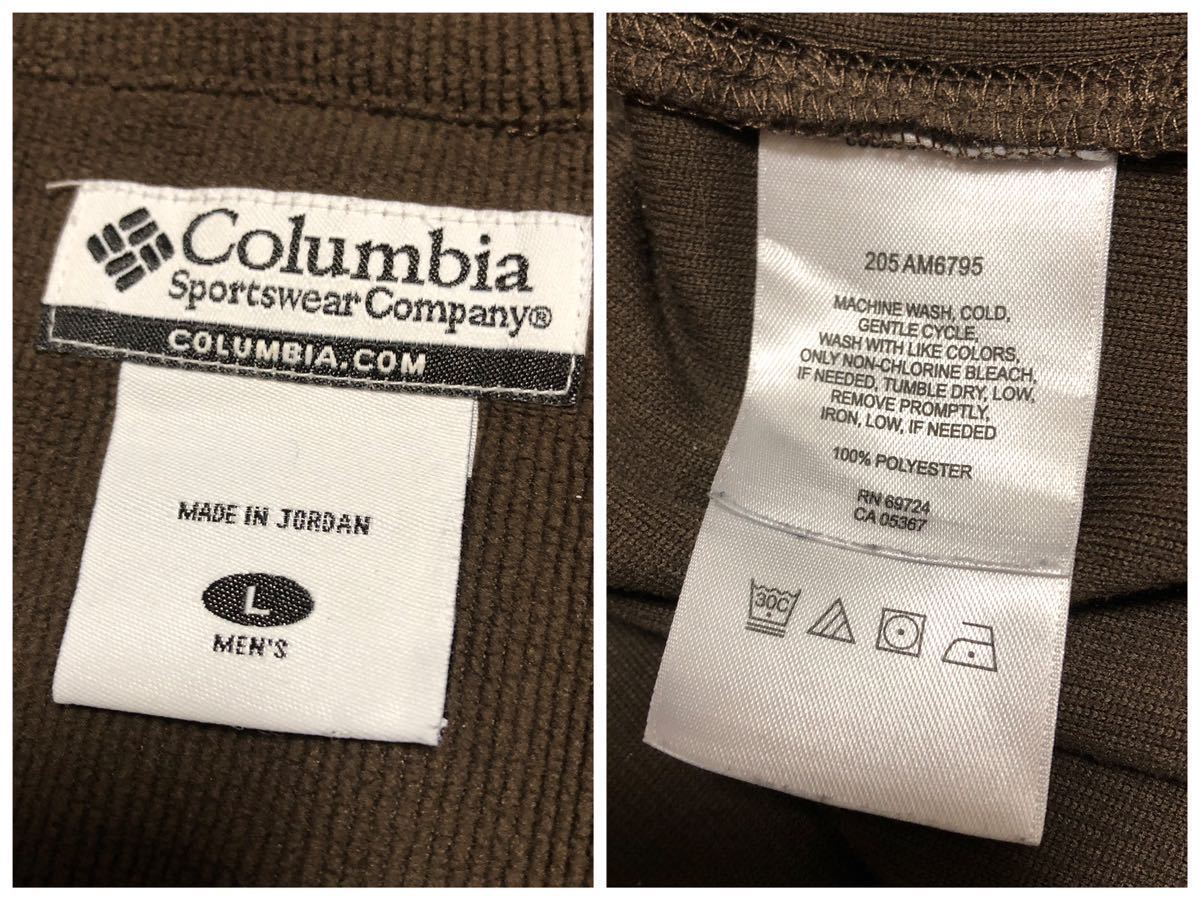 Columbia
Sportswear Company®
COLUMBIA.COM
MADE IN JORDAN
L
MEN'S
205AM6795
MACHINE WASH, COLD,
GENTLE CYCLE,
WASH WITH LIKE COLORS,
ONLY NON-CHLORINE BLEACH,
IF NEEDED, TUMBLE DRY, LOW,
REMOVE PROMPTLY,
IRON, LOW, IF NEEDED
100% POLYESTER
RN 69724
CA 05367
30C